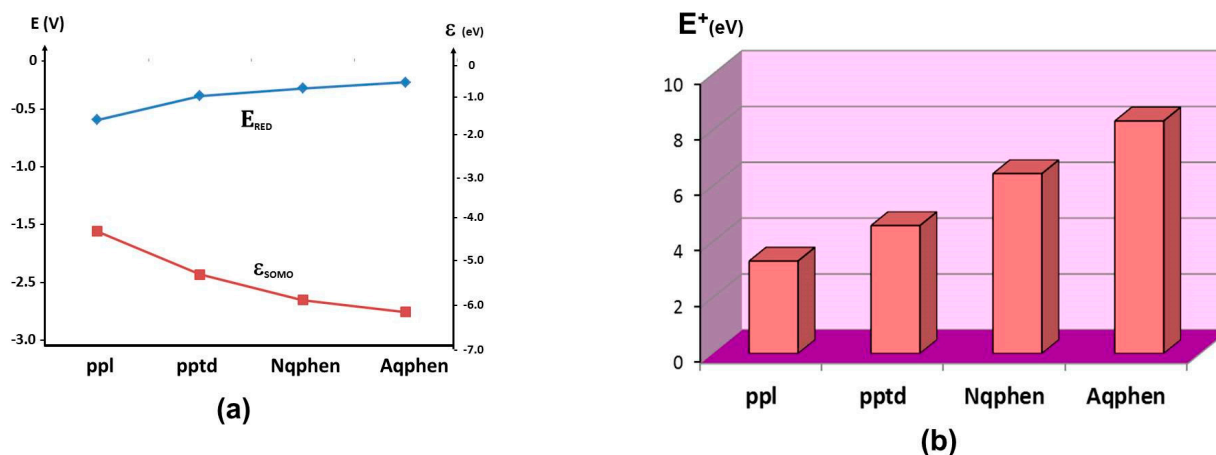 E (V)
ε (eV)
0
-0.5
-1.0
-1.5
-2.5
-3.0
0
-1.0
-2.0
-3.0
-4.0
-5.0
-6.0
-7.0
E_RED
ε_SOMO
ppl pptd Nqphen Aqphen
(a)
E⁺(eV)
10
8
6
4
2
0
ppl pptd Nqphen Aqphen
(b)